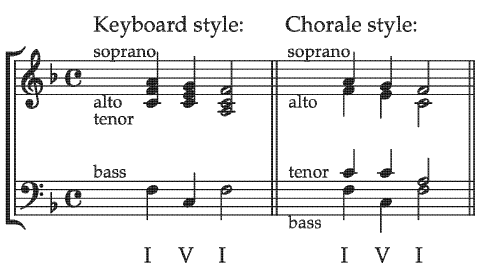 Keyboard style: Chorale style:
soprano soprano
alto alto
tenor
bass tenor
bass
I V I I V I